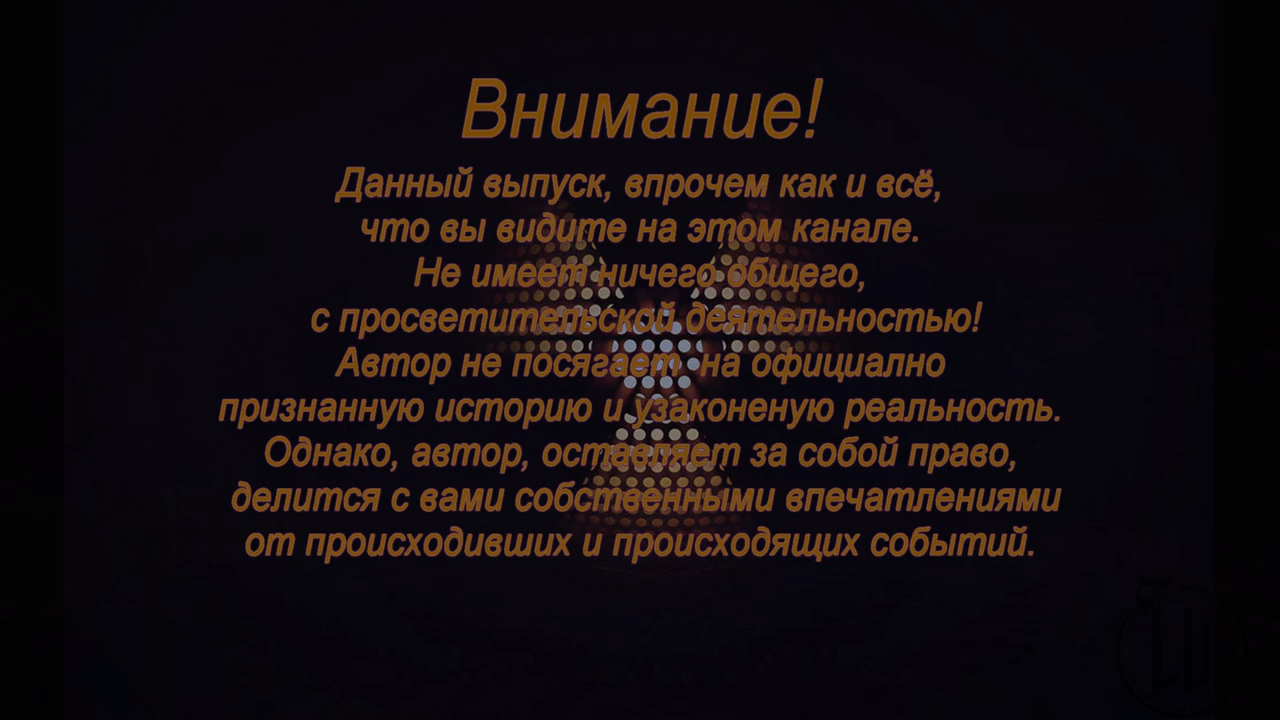 Внимание!
Данный выпуск, впрочем как и всё,
что вы видите на этом канале.
Не имеет ничего общего,
с просветительской деятельностью!
Автор не посягает на официално
признанную историю и узаконеную реальность.
Однако, автор, оставляет за собой право,
делится с вами собственными впечатлениями
от происходивших и происходящих событий.